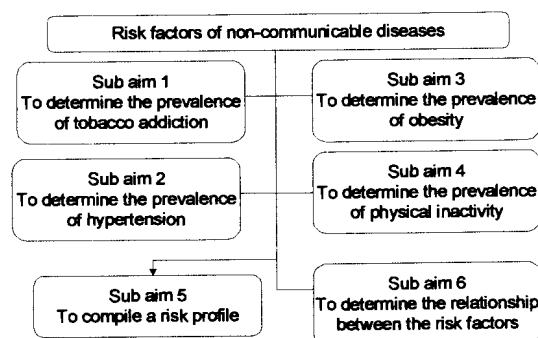 Risk factors of non-communicable diseases
Sub aim 1
To determine the prevalence
of tobacco addiction
Sub aim 3
To determine the prevalence
of obesity
Sub aim 2
To determine the prevalence
of hypertension
Sub aim 4
To determine the prevalence
of physical inactivity
Sub aim 5
To compile a risk profile
Sub aim 6
To determine the relationship
between the risk factors